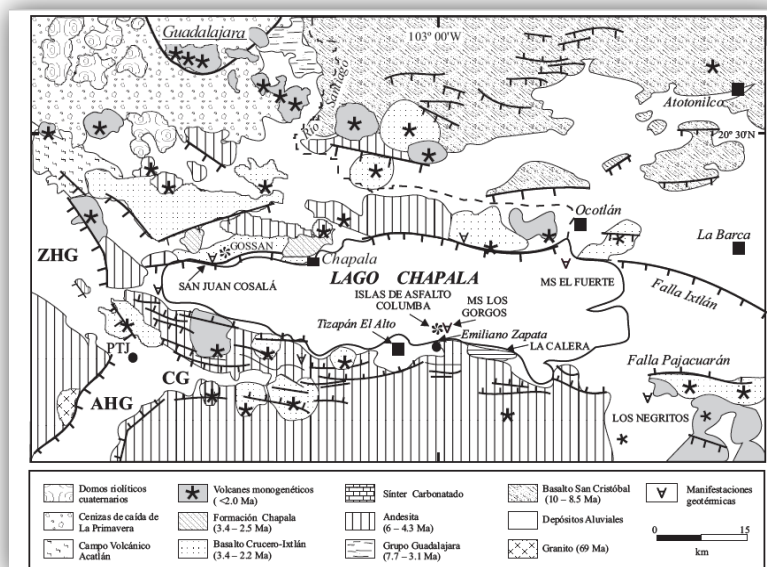 Guadalajara
103° 00'W
Río Santiago
Atotonilco
20° 30'N
Ocotlán
La Barca
ZHG
GOSSAN
Chapala
SAN JUAN COSALÁ
LAGO CHAPALA
MS EL FUERTE
Falla Ixtlán
ISLAS DE ASFALTO
COLUMBA
MS LOS
GORGOS
Tizapán El Alto
Emiliano Zapata
LA CALERA
PTJ
CG
AHG
Falla Pajacuarán
LOS NEGRITOS
Domos riolíticos
cuaternarios
Cenizas de caída de
La Primavera
Campo Volcánico
Acatlán
Volcanes monogenéticos
( <2.0 Ma)
Formación Chapala
(3.4 – 2.5 Ma)
Basalto Crucero-Ixtlán
(3.4 – 2.2 Ma)
Sínter Carbonatado
Andesita
(6 – 4.3 Ma)
Grupo Guadalajara
(7.7 – 3.1 Ma)
Basalto San Cristóbal
(10 – 8.5 Ma)
Depósitos Aluviales
Granito (69 Ma)
Manifestaciones
geotérmicas
0 15
km